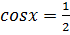 cosx = 1/2